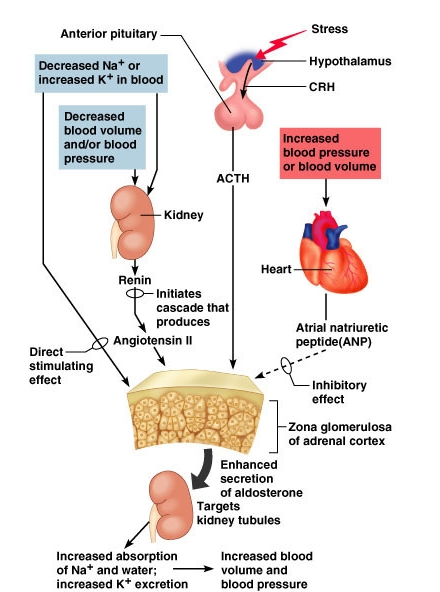 Stress
Anterior pituitary
Hypothalamus
CRH
Decreased Na+ or
increased K+ in blood
Decreased
blood volume
and/or blood
pressure
Increased
blood pressure
or blood volume
ACTH
Kidney
Heart
Renin
Initiates
cascade that
produces
Angiotensin II
Atrial natriuretic
peptide(ANP)
Direct
stimulating
effect
Inhibitory
effect
Zona glomerulosa
of adrenal cortex
Enhanced
secretion
of aldosterone
Targets
kidney tubules
Increased absorption
of Na+ and water;
increased K+ excretion
Increased blood
volume and
blood pressure